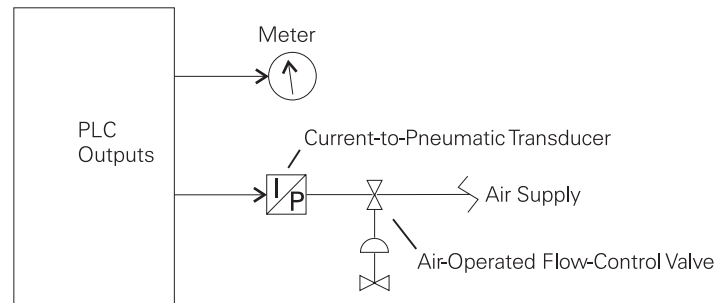 Meter
PLC
Outputs
Current-to-Pneumatic Transducer
I
P
Air Supply
Air-Operated Flow-Control Valve